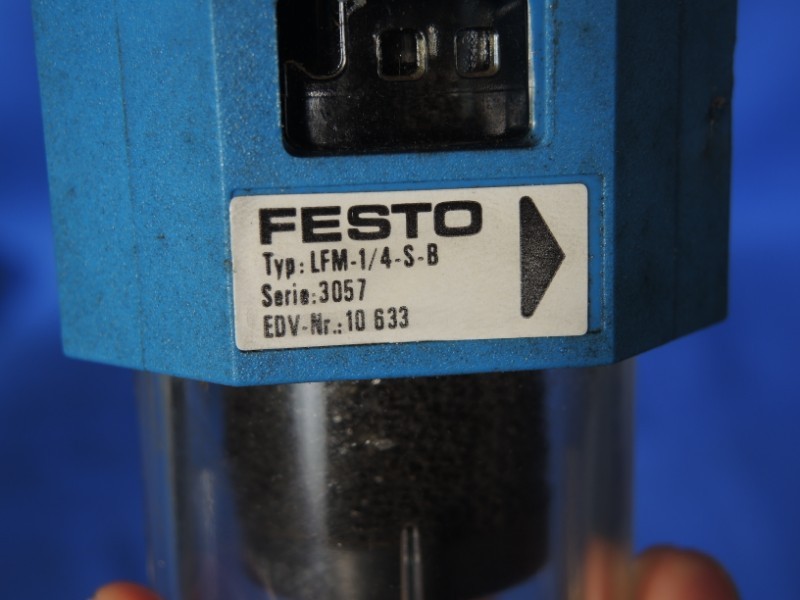 FESTO
Typ: LFM-1/4-S-B
Serie: 3057
EDV-Nr.: 10 633